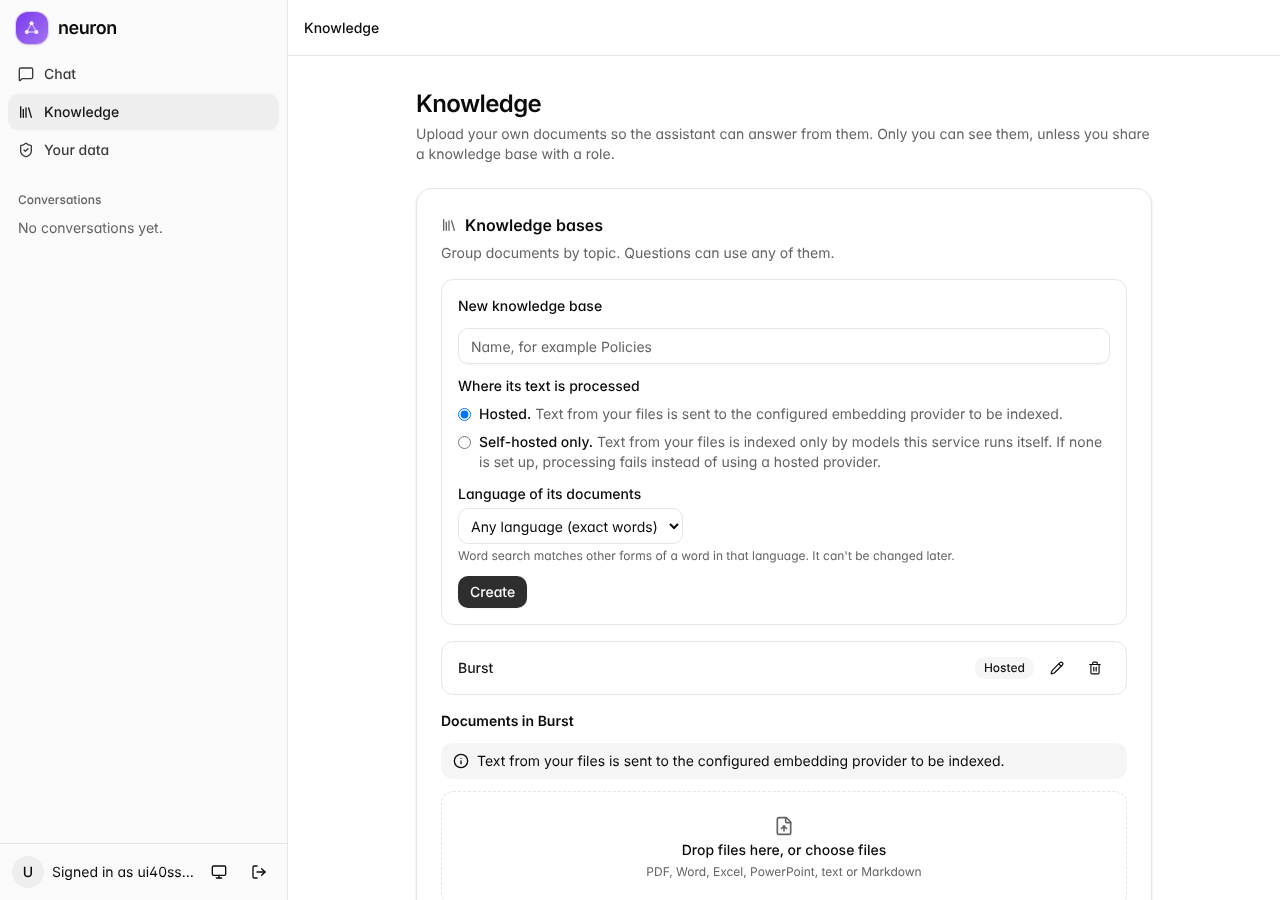 neuron
Chat
Knowledge
Your data
Conversations
No conversations yet.
U
Signed in as ui40ss...
Knowledge
Knowledge
Upload your own documents so the assistant can answer from them. Only you can see them, unless you share
a knowledge base with a role.
Knowledge bases
Group documents by topic. Questions can use any of them.
New knowledge base
Name, for example Policies
Where its text is processed
Hosted. Text from your files is sent to the configured embedding provider to be indexed.
Self-hosted only. Text from your files is indexed only by models this service runs itself. If none
is set up, processing fails instead of using a hosted provider.
Language of its documents
Any language (exact words)
Word search matches other forms of a word in that language. It can't be changed later.
Create
Burst
Hosted
Documents in Burst
Text from your files is sent to the configured embedding provider to be indexed.
Drop files here, or choose files
PDF, Word, Excel, PowerPoint, text or Markdown